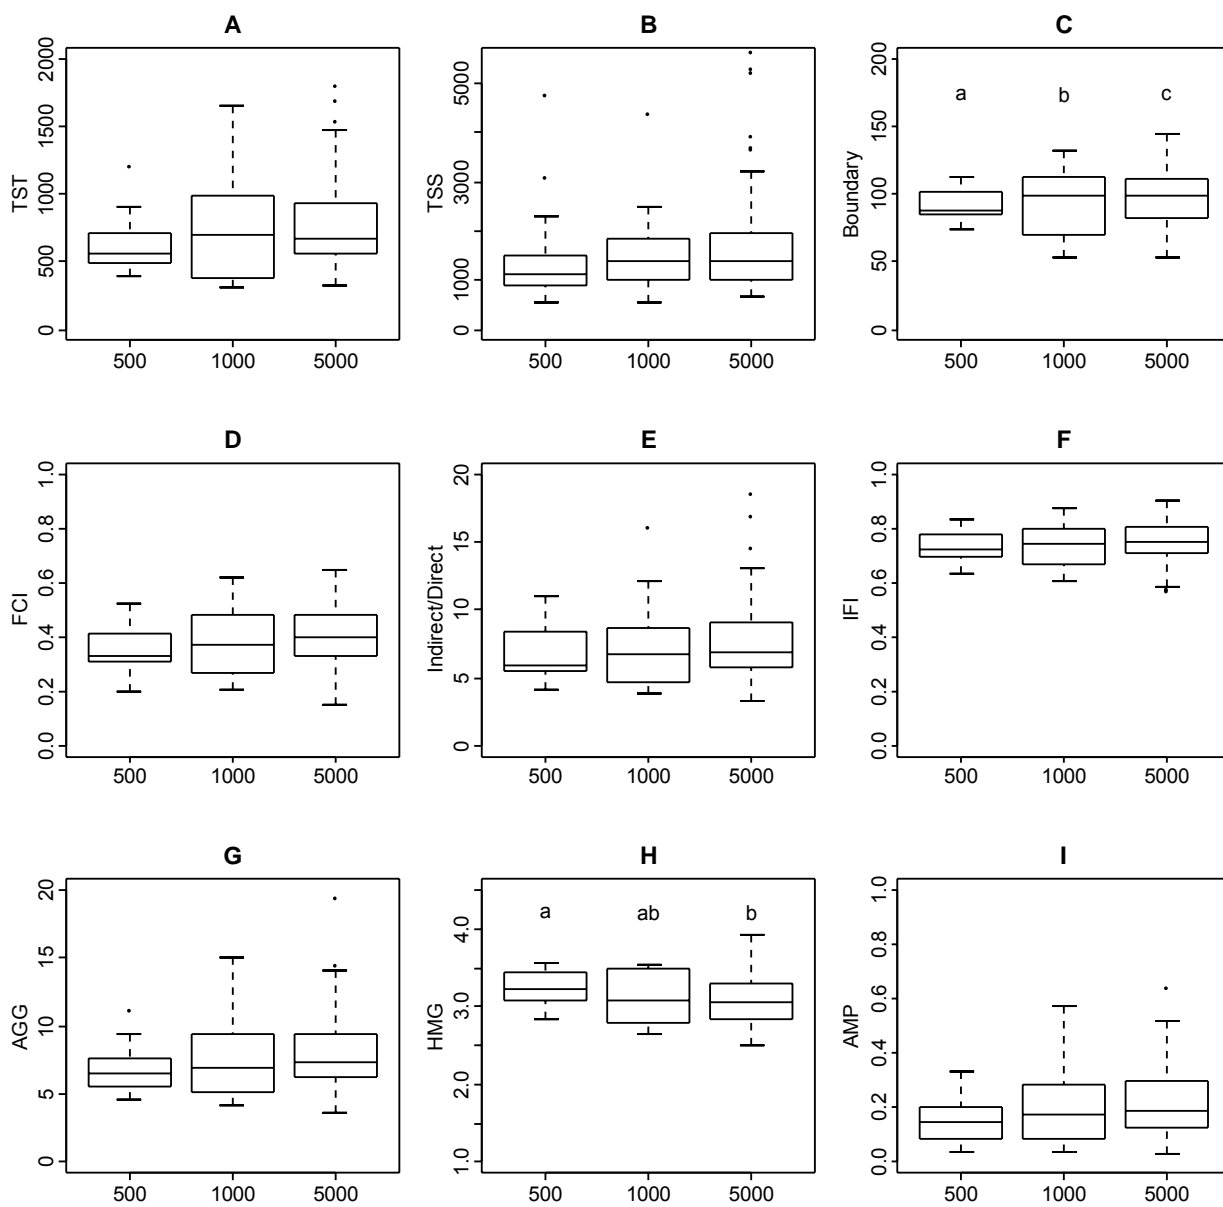 A
TST
0 500 1000 1500 2000
500 1000 5000
B
TSS
0 1000 3000 5000
500 1000 5000
C
Boundary
0 50 100 150 200
a b c
500 1000 5000
D
FCI
0.0 0.2 0.4 0.6 0.8 1.0
500 1000 5000
E
Indirect/Direct
0 5 10 15 20
500 1000 5000
F
IFI
0.0 0.2 0.4 0.6 0.8 1.0
500 1000 5000
G
AGG
0 5 10 15 20
500 1000 5000
H
HMG
1.0 2.0 3.0 4.0
a ab b
500 1000 5000
I
AMP
0.0 0.2 0.4 0.6 0.8 1.0
500 1000 5000